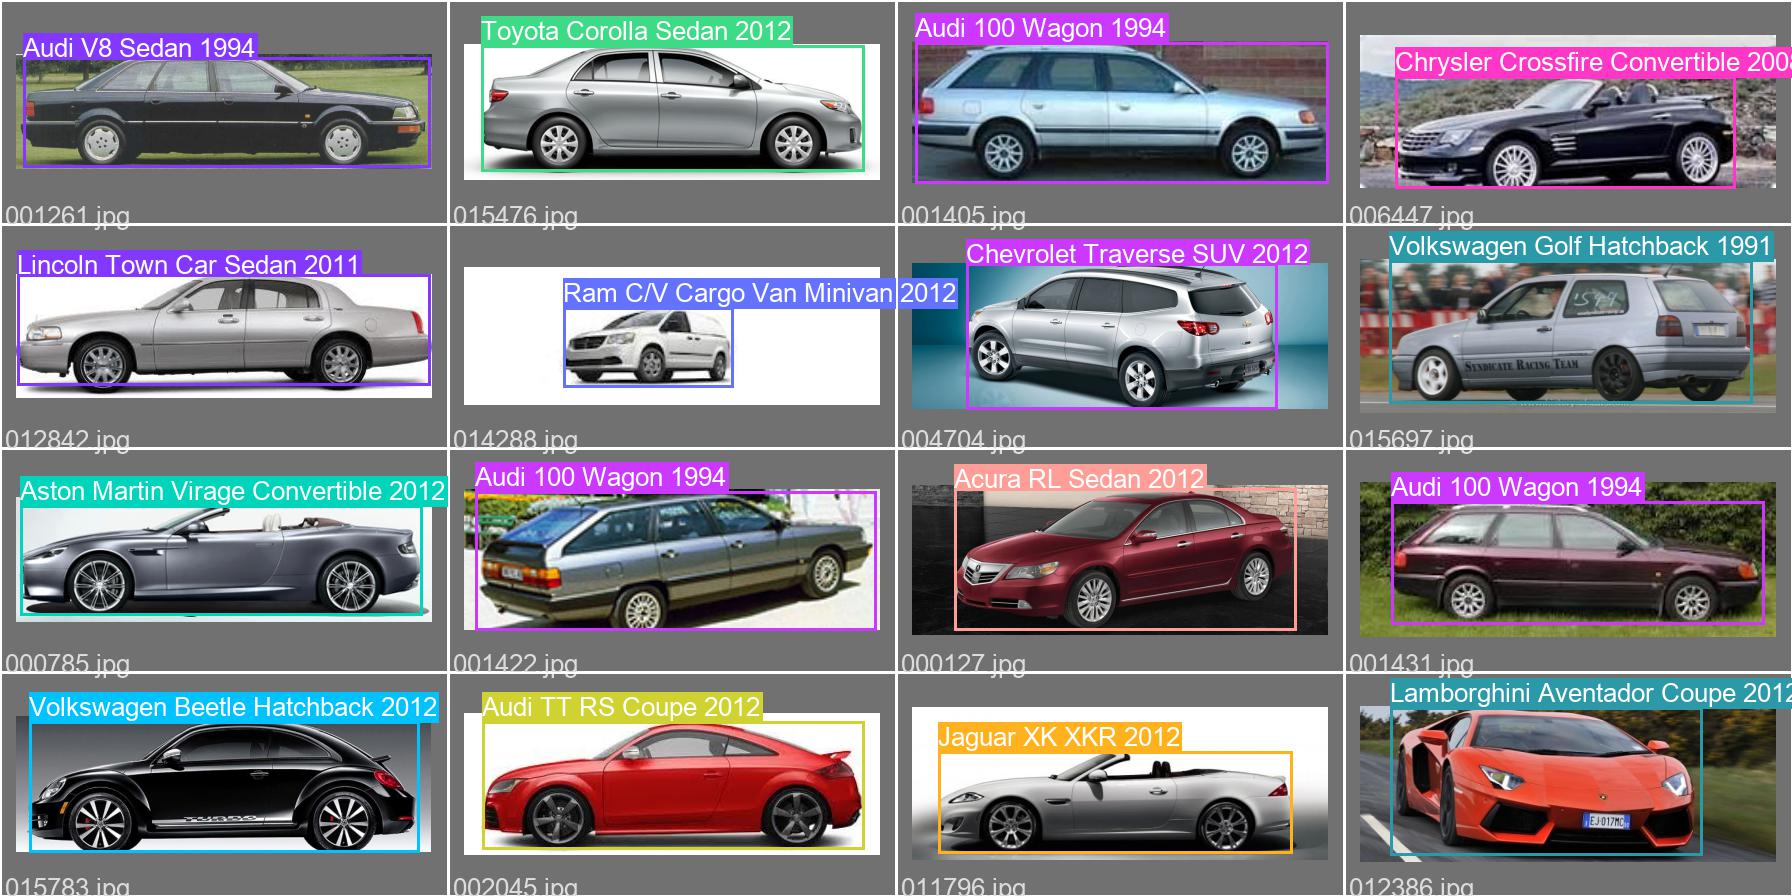 Audi V8 Sedan 1994
001261.jpg
Toyota Corolla Sedan 2012
015476.jpg
Audi 100 Wagon 1994
001405.jpg
Chrysler Crossfire Convertible 200
006447.jpg
Lincoln Town Car Sedan 2011
012842.jpg
Ram C/V Cargo Van Minivan 2012
014288.jpg
Chevrolet Traverse SUV 2012
004704.jpg
Volkswagen Golf Hatchback 1991
SYNDICATE RACING TEAM
015697.jpg
Aston Martin Virage Convertible 2012
000785.jpg
Audi 100 Wagon 1994
001422.jpg
Acura RL Sedan 2012
000127.jpg
Audi 100 Wagon 1994
001431.jpg
Volkswagen Beetle Hatchback 2012
TURBO
015783.jpg
Audi TT RS Coupe 2012
002045.jpg
Jaguar XK XKR 2012
011796.jpg
Lamborghini Aventador Coupe 2012
EJ 017MC
012386.jpg